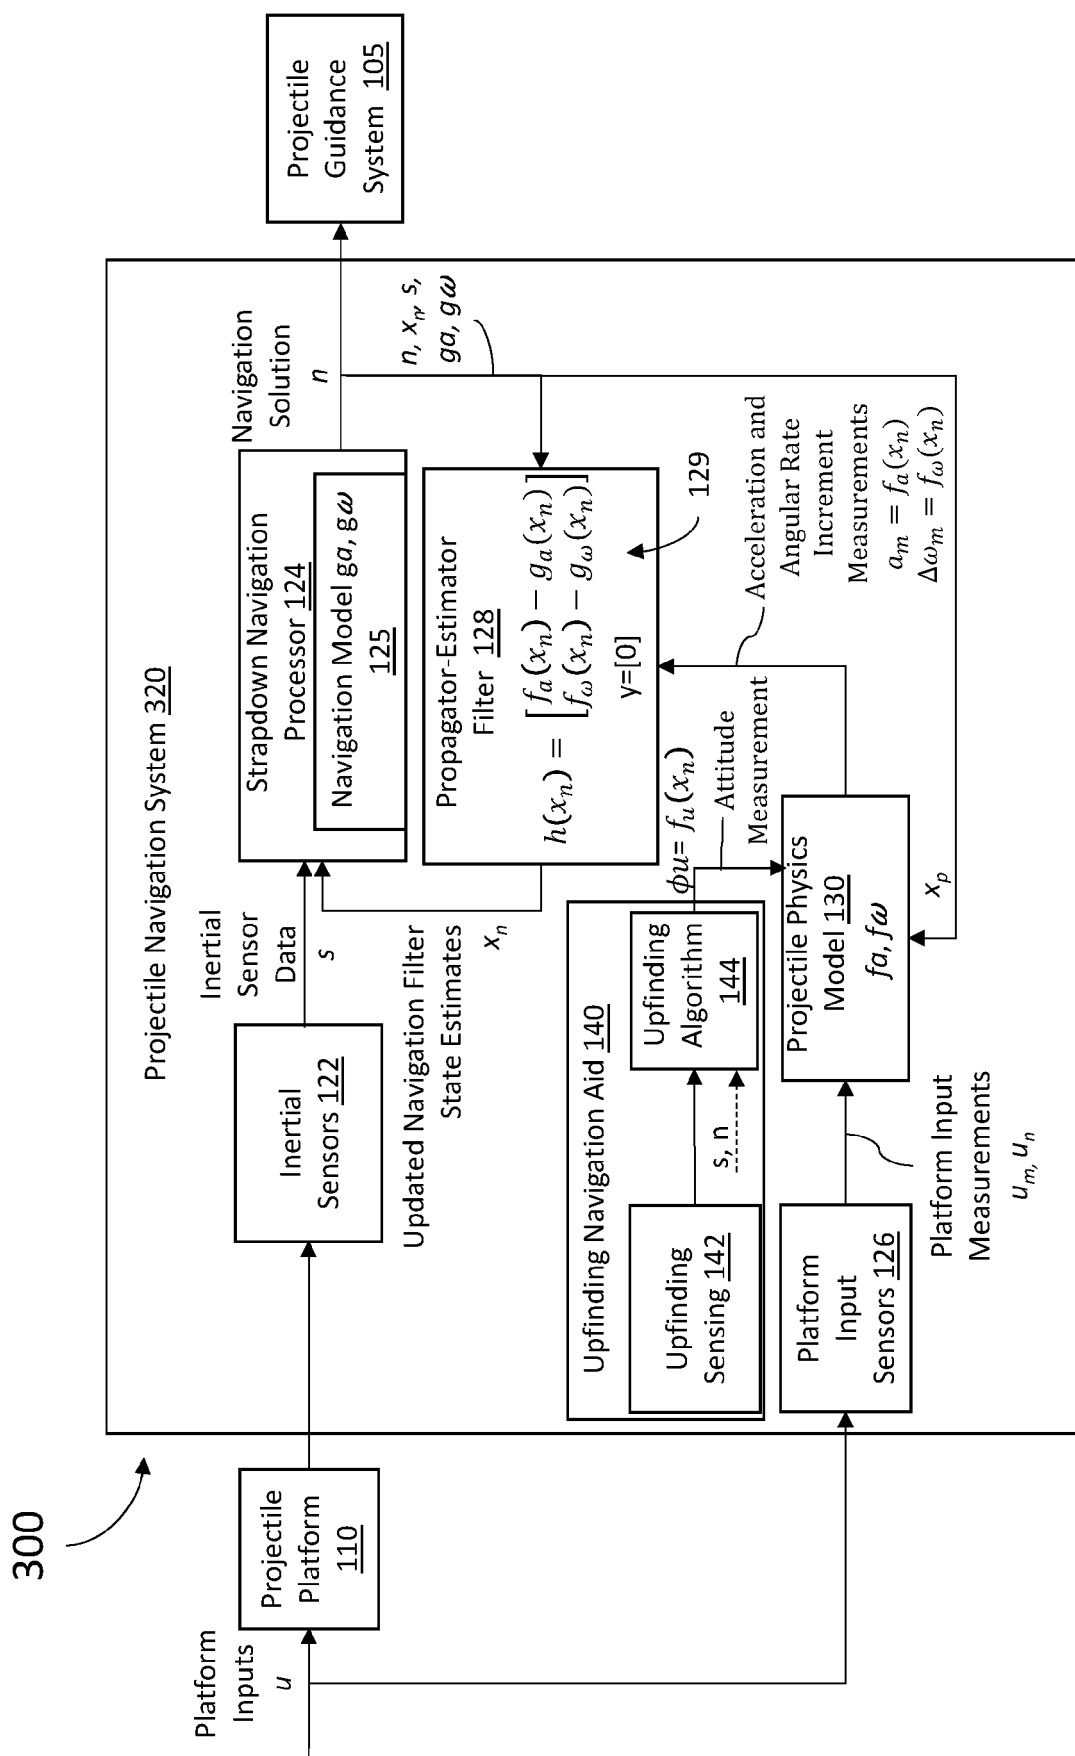 300
Platform
Inputs
u
Projectile
Platform
110
Projectile Navigation System 320
Inertial
Sensors 122
Inertial
Sensor
Data
s
Strapdown Navigation
Processor 124
Navigation Model ga, gω
125
Navigation
Solution
n
Projectile
Guidance
System 105
n, xₙ, s,
ga, gω
Updated Navigation Filter
State Estimates
xₙ
Propagator-Estimator
Filter 128
h(xₙ) = [fₐ(xₙ) − gₐ(xₙ)
f_ω(xₙ) − g_ω(xₙ)]
y=[0]
129
Upfinding Navigation Aid 140
Upfinding
Sensing 142
s, n
Upfinding
Algorithm
144
ϕu= fᵤ(xₙ)
Attitude
Measurement
Acceleration and
Angular Rate
Increment
Measurements
aₘ = fₐ(xₙ)
Δωₘ = f_ω(xₙ)
Platform
Input
Sensors 126
Platform Input
Measurements
uₘ, uₙ
Projectile Physics
Model 130
fa, fω
xₚ